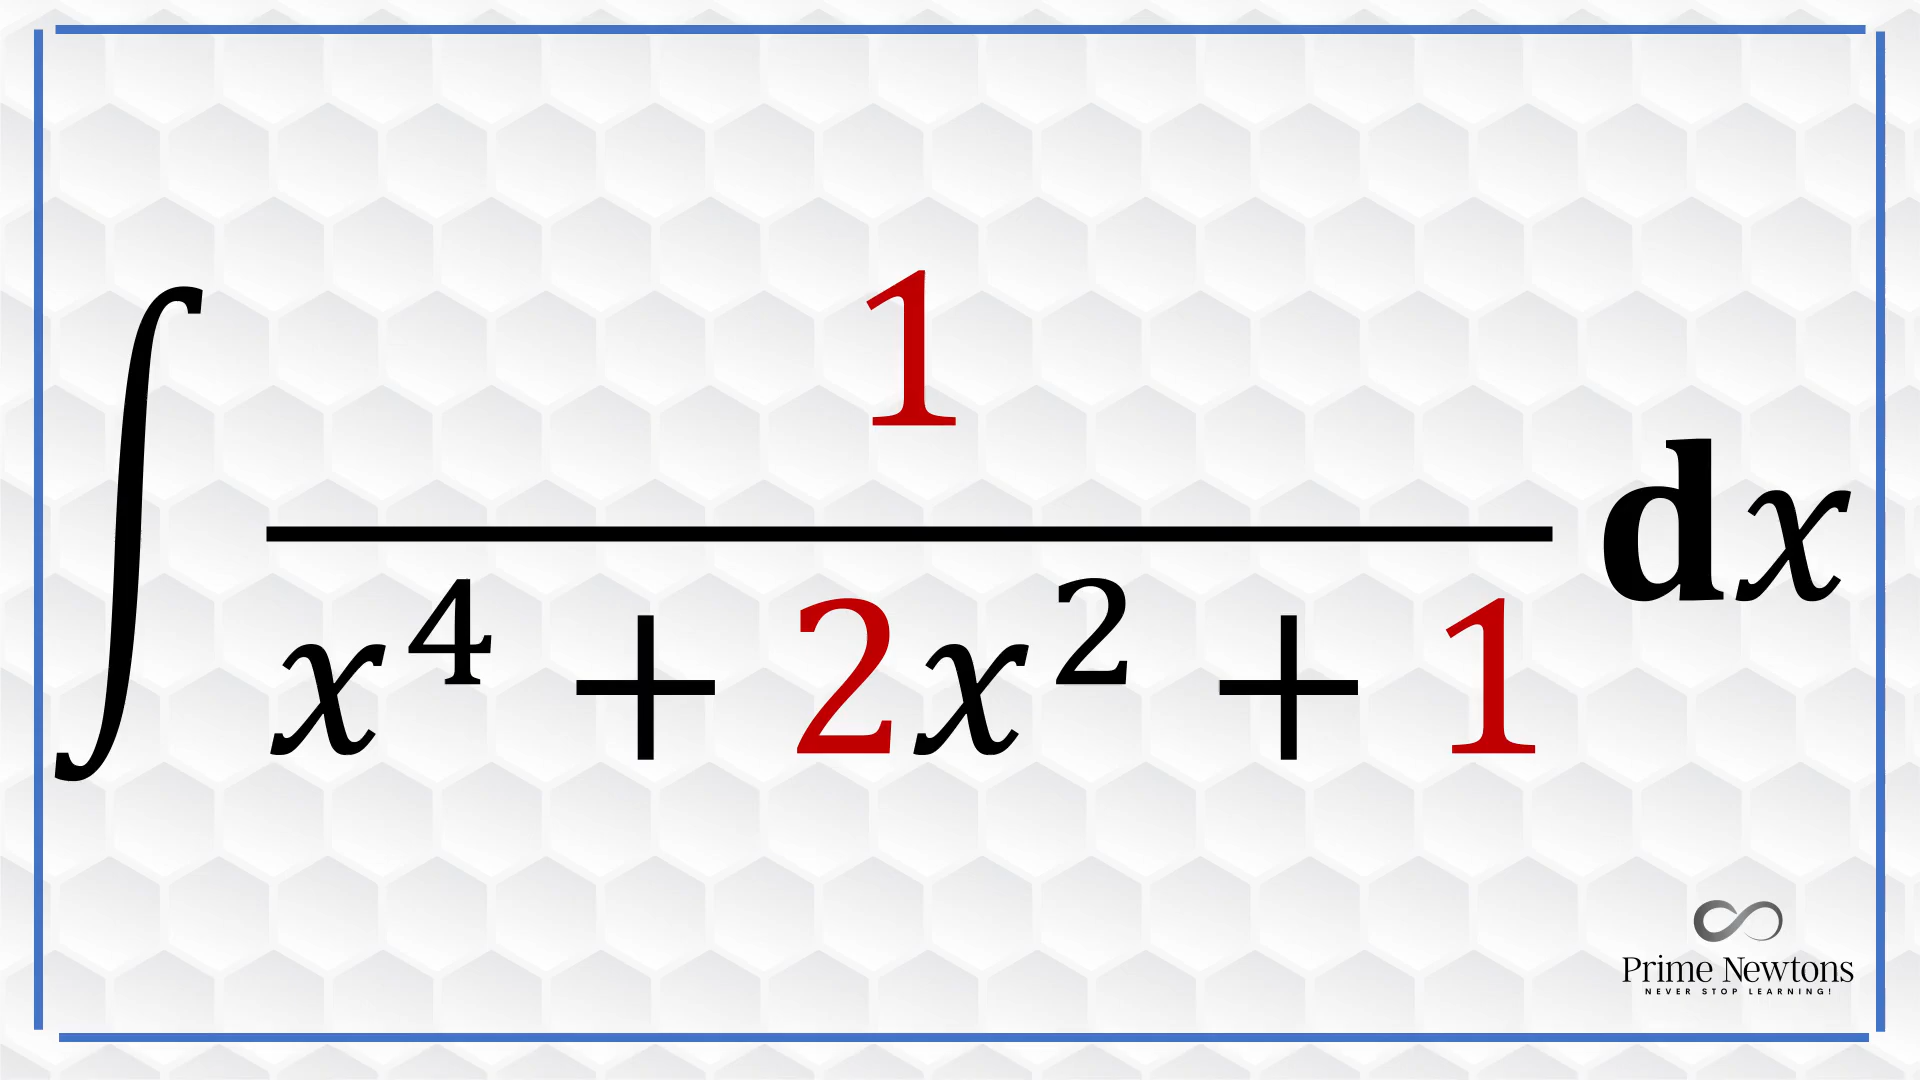 ∫ 1 / (x⁴ + 2x² + 1) dx
Prime Newtons
NEVER STOP LEARNING!